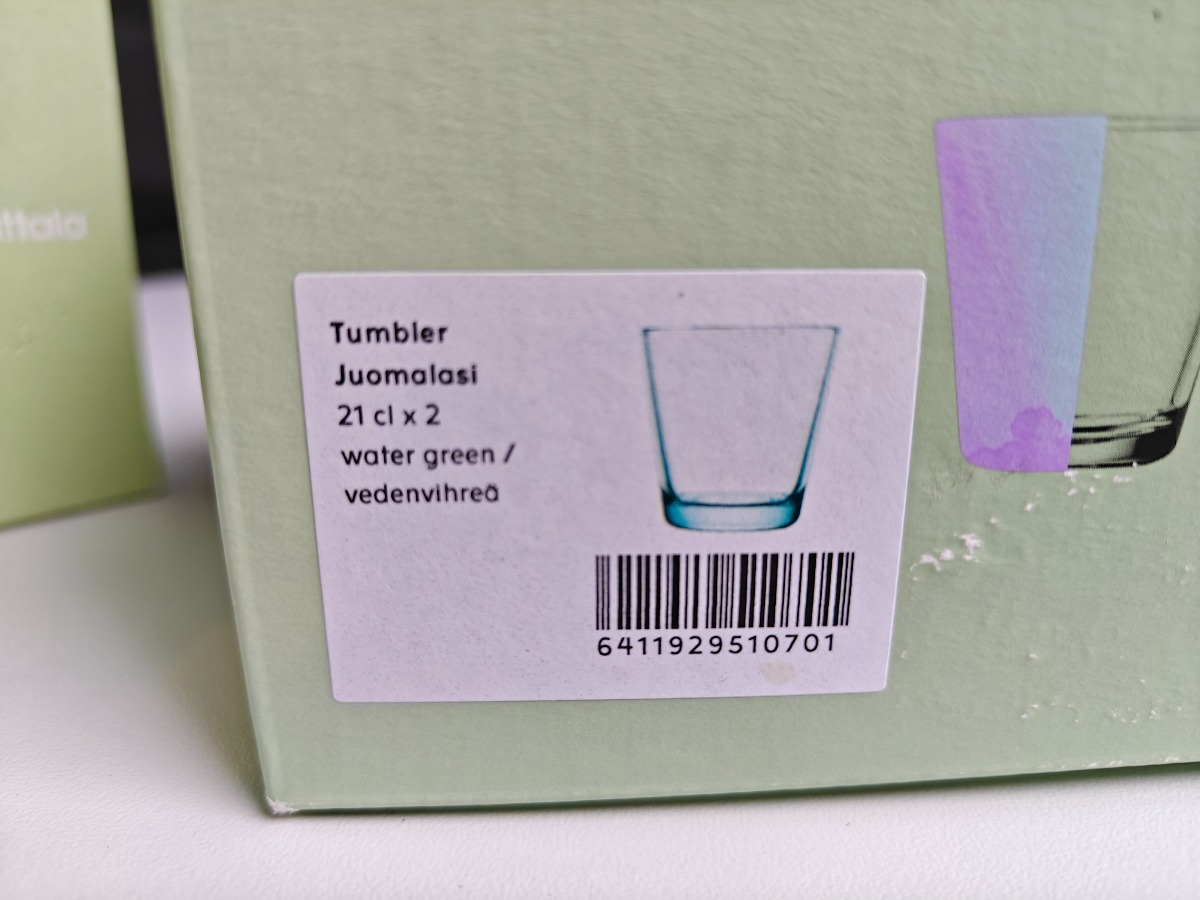 Tumbler
Juomalasi
21 cl x 2
water green /
vedenvihreä
6411929510701